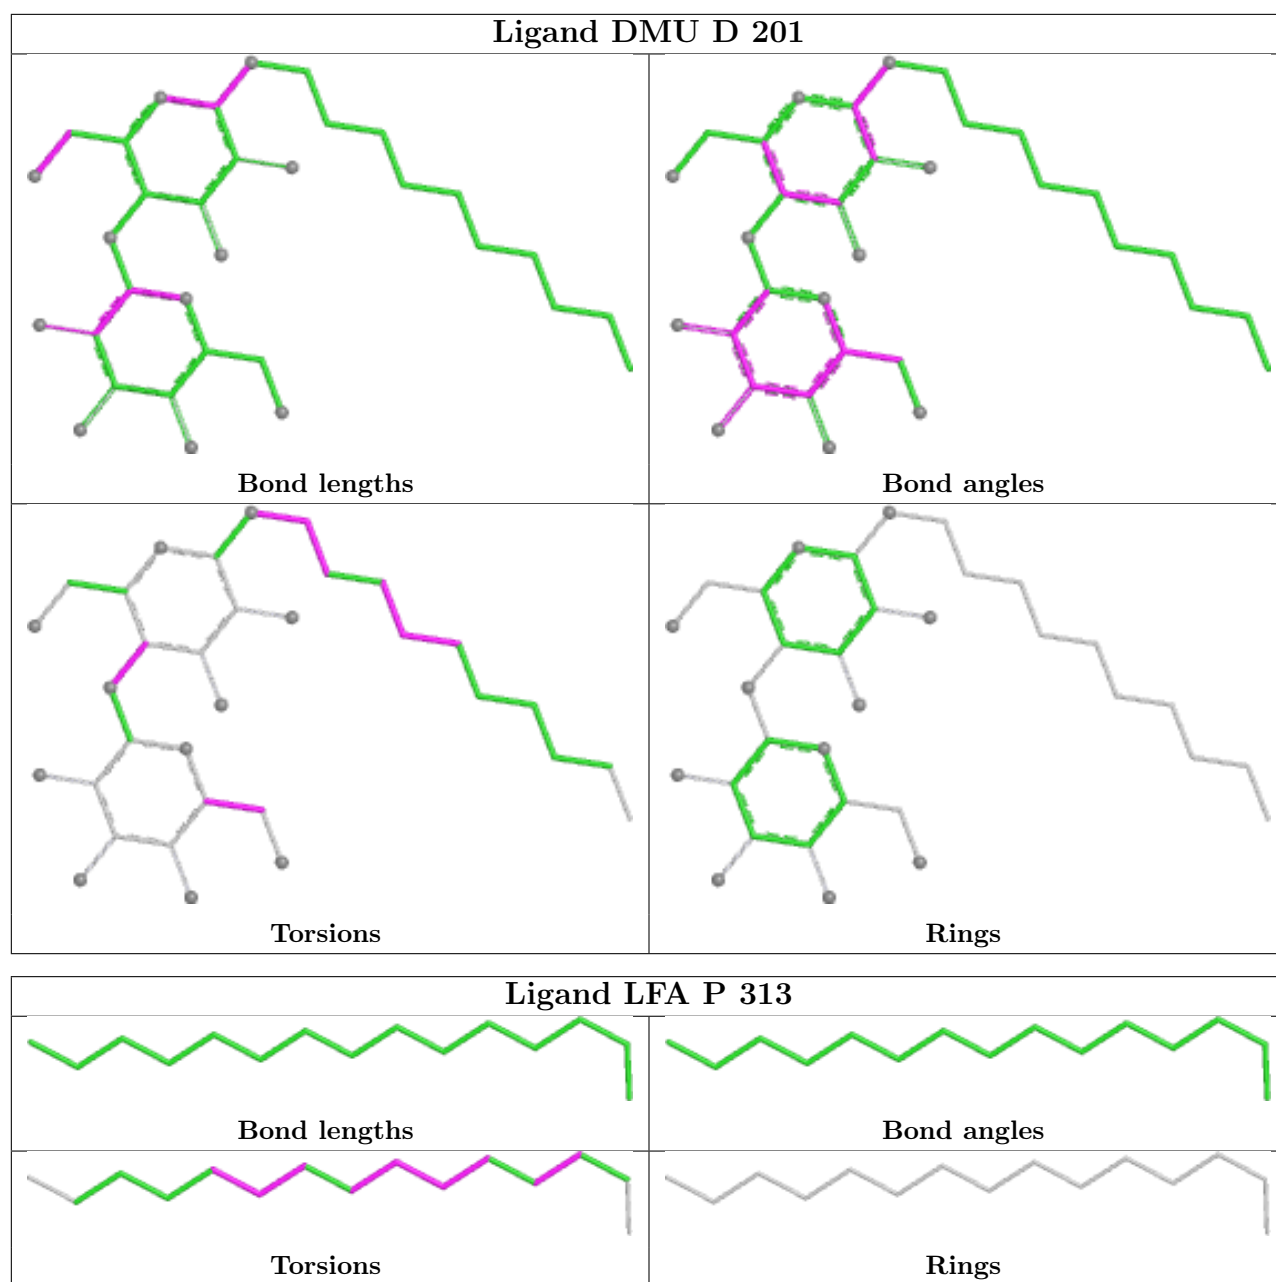 Ligand DMU D 201
Bond lengths
Bond angles
Torsions
Rings
Ligand LFA P 313
Bond lengths
Bond angles
Torsions
Rings